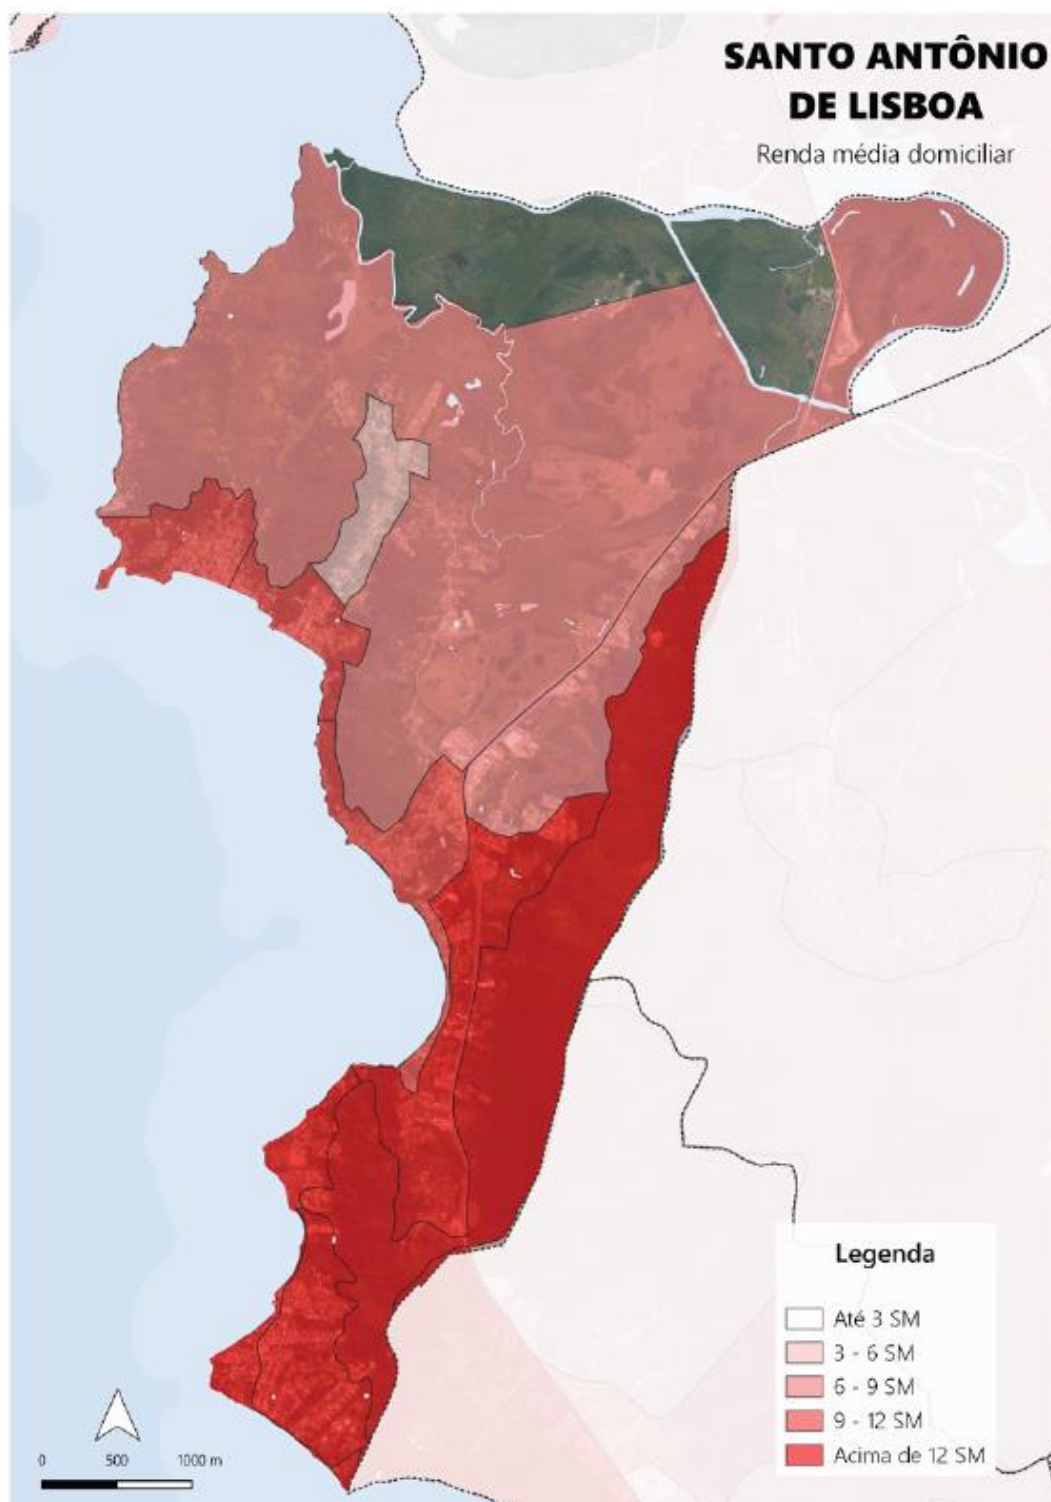 SANTO ANTÔNIO
DE LISBOA
Renda média domiciliar
Legenda
Até 3 SM
3 - 6 SM
6 - 9 SM
9 - 12 SM
Acima de 12 SM
0 500 1000 m